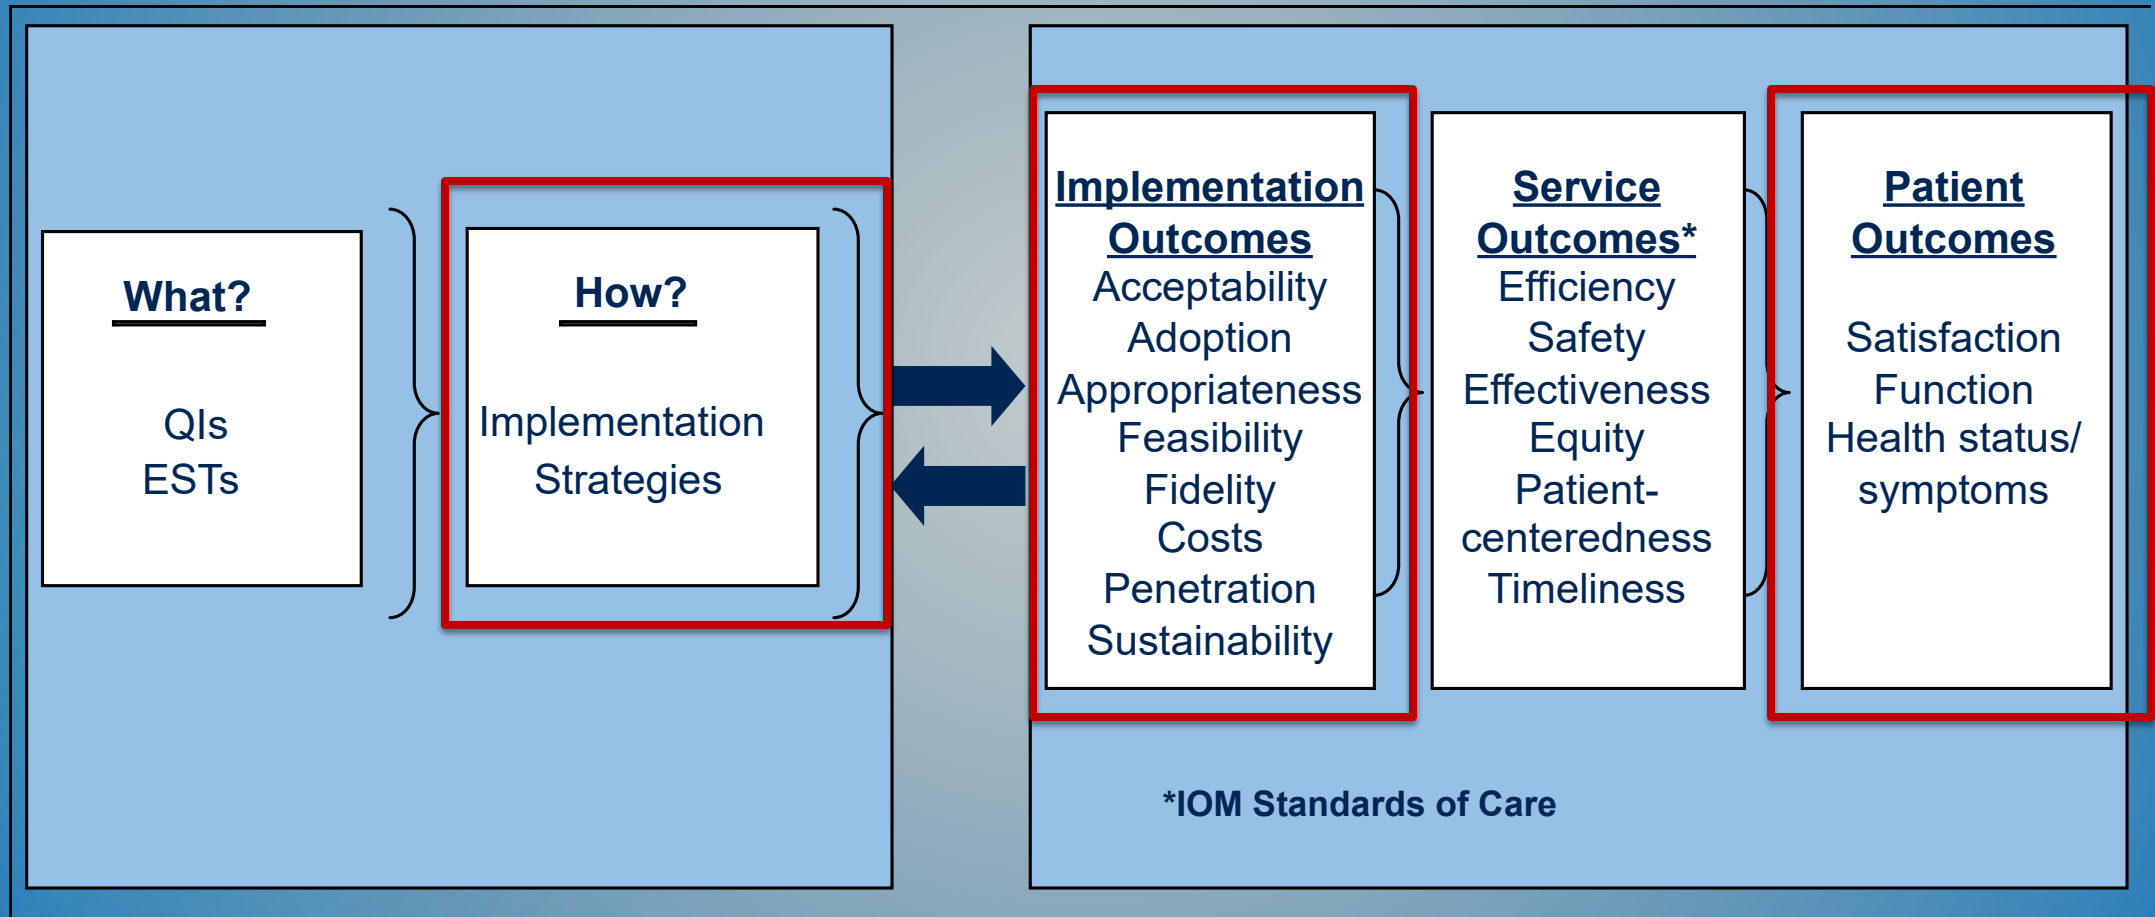 What?
QIs
ESTs
How?
Implementation
Strategies
Implementation
Outcomes
Acceptability
Adoption
Appropriateness
Feasibility
Fidelity
Costs
Penetration
Sustainability
Service
Outcomes*
Efficiency
Safety
Effectiveness
Equity
Patient-
centeredness
Timeliness
Patient
Outcomes
Satisfaction
Function
Health status/
symptoms
*IOM Standards of Care